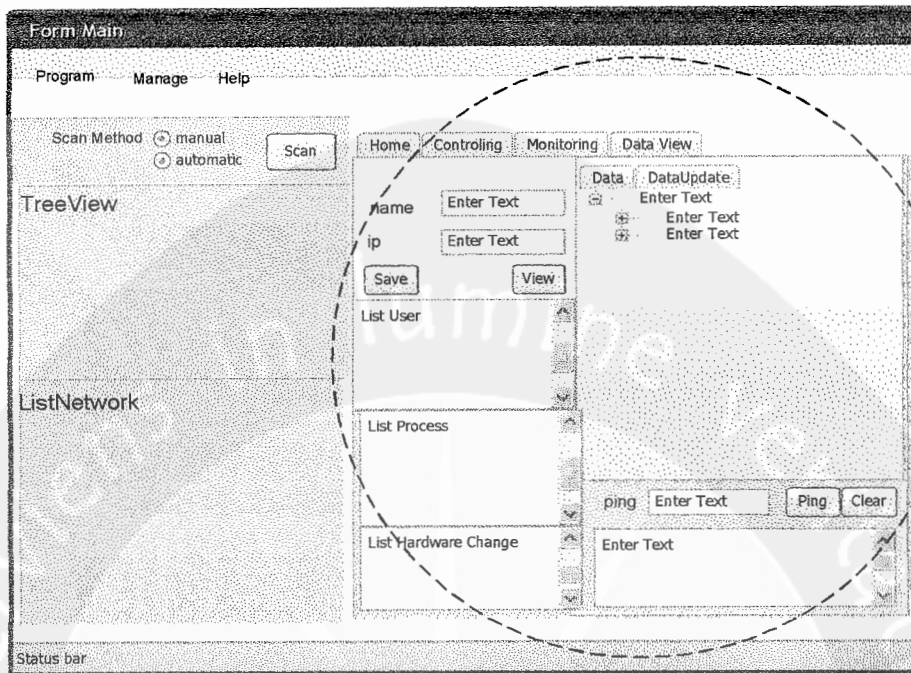 Form Main
Program Manage Help
Scan Method manual
automatic
Scan
TreeView
ListNetwork
Home Controling Monitoring Data View
name Enter Text
ip Enter Text
Save View
List User
List Process
List Hardware Change
Data DataUpdate
Enter Text
Enter Text
Enter Text
ping Enter Text Ping Clear
Enter Text
Status bar
in lumine